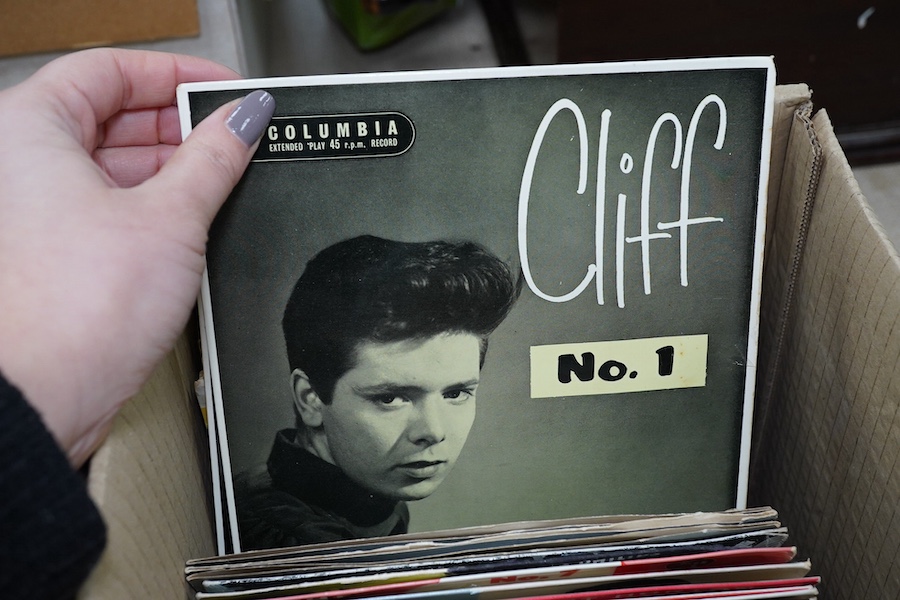 COLUMBIA
EXTENDED 'PLAY 45 r.p.m. RECORD
Cliff
No. 1